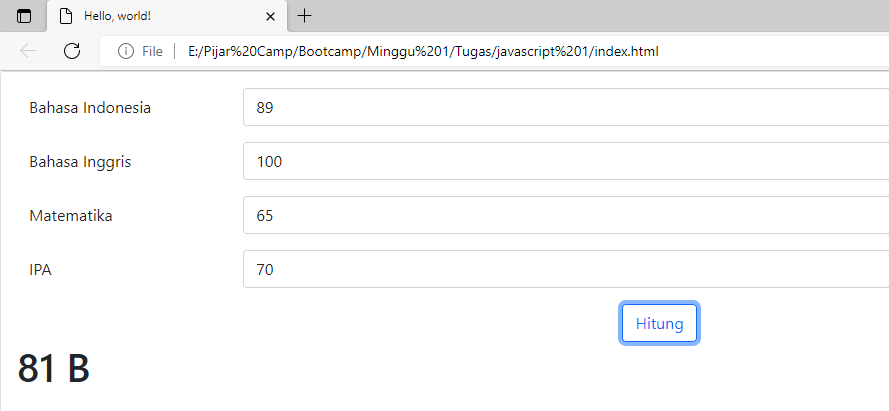 Hello, world!
File E:/Pijar%20Camp/Bootcamp/Minggu%201/Tugas/javascript%201/index.html
Bahasa Indonesia 89
Bahasa Inggris 100
Matematika 65
IPA 70
Hitung
81 B